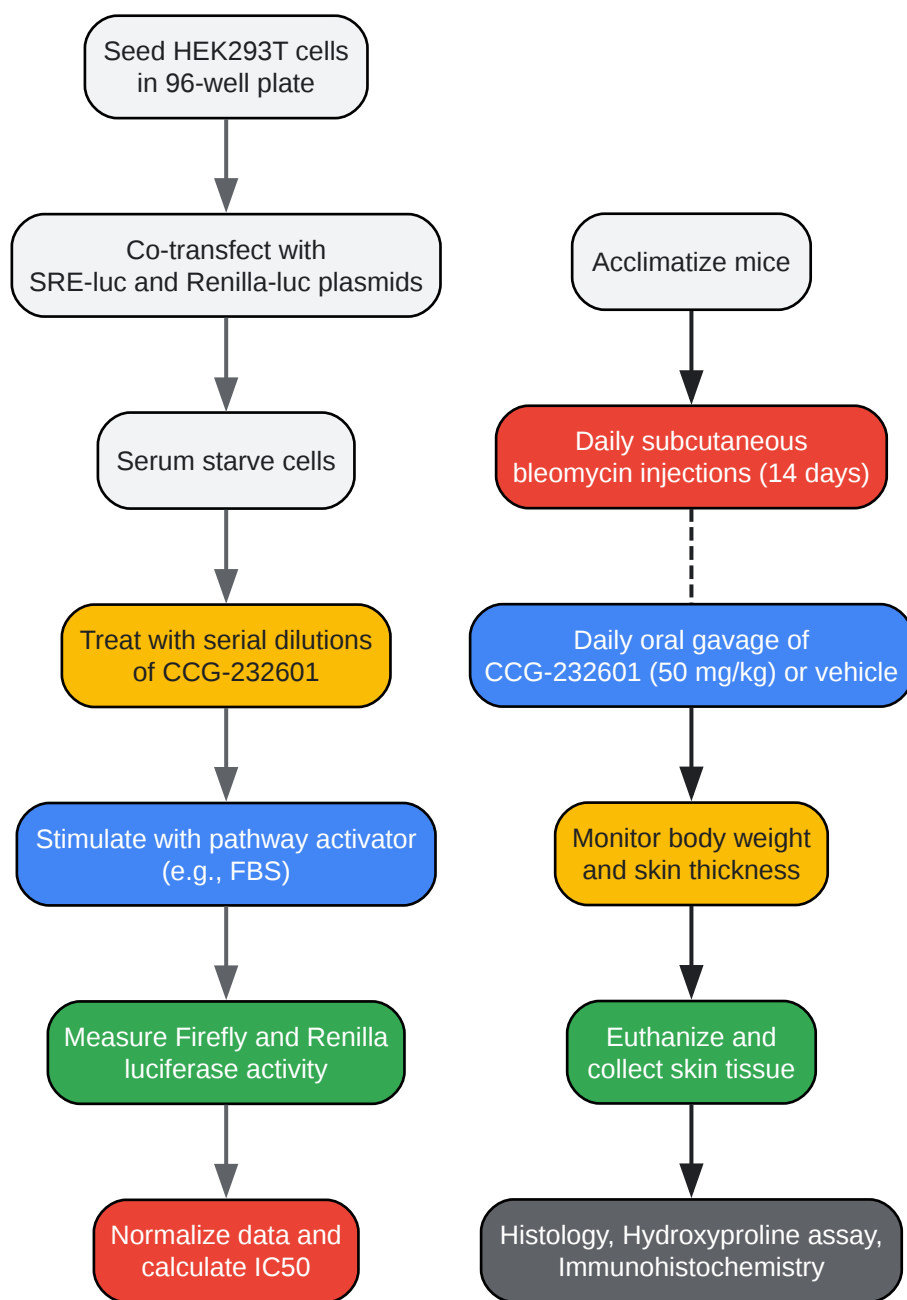 Seed HEK293T cells
in 96-well plate
Co-transfect with
SRE-luc and Renilla-luc plasmids
Serum starve cells
Treat with serial dilutions
of CCG-232601
Stimulate with pathway activator
(e.g., FBS)
Measure Firefly and Renilla
luciferase activity
Normalize data and
calculate IC50
Acclimatize mice
Daily subcutaneous
bleomycin injections (14 days)
Daily oral gavage of
CCG-232601 (50 mg/kg) or vehicle
Monitor body weight
and skin thickness
Euthanize and
collect skin tissue
Histology, Hydroxyproline assay,
Immunohistochemistry